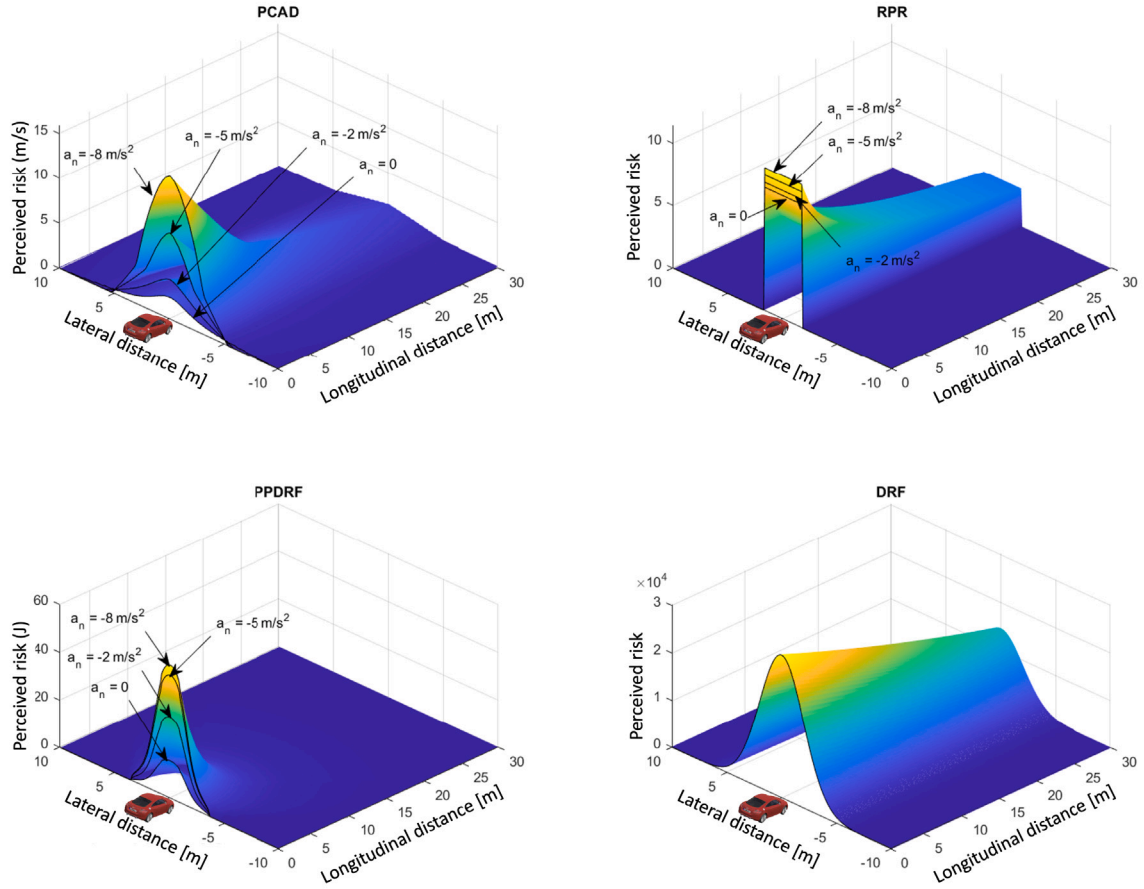 PCAD
Perceived risk (m/s)
15
10
5
0
a_n = -8 m/s²
a_n = -5 m/s²
a_n = -2 m/s²
a_n = 0
10
5
-5
-10
Lateral distance [m]
0
5
10
15
20
25
30
Longitudinal distance [m]
RPR
Perceived risk
10
5
0
a_n = -8 m/s²
a_n = -5 m/s²
a_n = 0
a_n = -2 m/s²
10
5
-5
-10
Lateral distance [m]
0
5
10
15
20
25
30
Longitudinal distance [m]
PPDRF
Perceived risk (J)
60
40
20
0
a_n = -8 m/s²
a_n = -5 m/s²
a_n = -2 m/s²
a_n = 0
10
5
-5
-10
Lateral distance [m]
0
5
10
15
20
25
30
Longitudinal distance [m]
DRF
×10⁴
Perceived risk
3
2
1
0
10
5
-5
-10
Lateral distance [m]
0
5
10
15
20
25
30
Longitudinal distance [m]